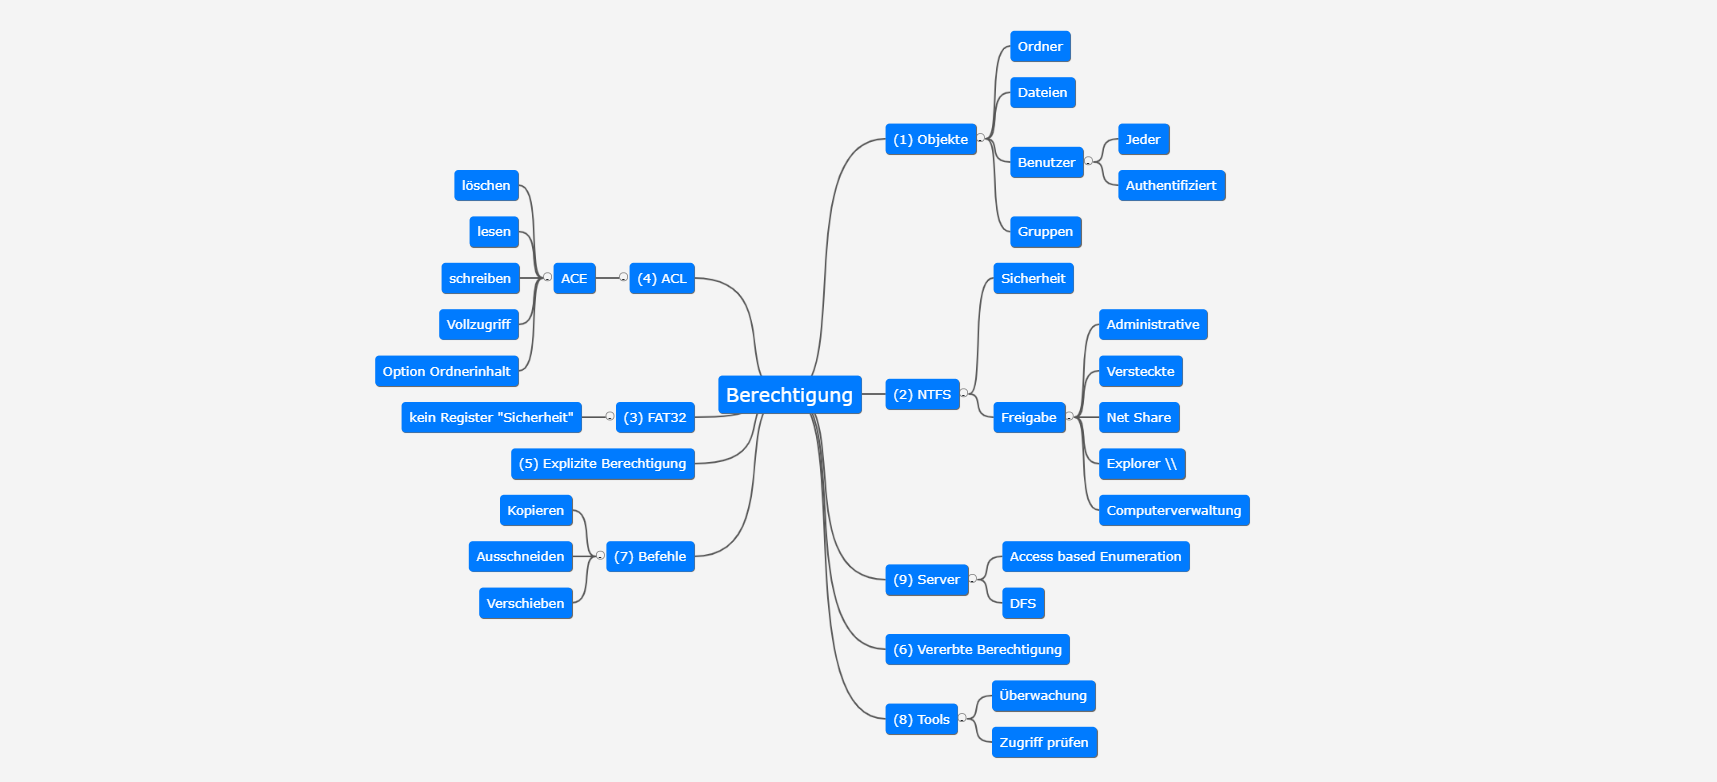 Berechtigung
(1) Objekte
Ordner
Dateien
Benutzer
Jeder
Authentifiziert
Gruppen
(2) NTFS
Sicherheit
Freigabe
Administrative
Versteckte
Net Share
Explorer \\
Computerverwaltung
(9) Server
Access based Enumeration
DFS
(6) Vererbte Berechtigung
(8) Tools
Überwachung
Zugriff prüfen
(4) ACL
ACE
löschen
lesen
schreiben
Vollzugriff
Option Ordnerinhalt
(3) FAT32
kein Register "Sicherheit"
(5) Explizite Berechtigung
(7) Befehle
Kopieren
Ausschneiden
Verschieben